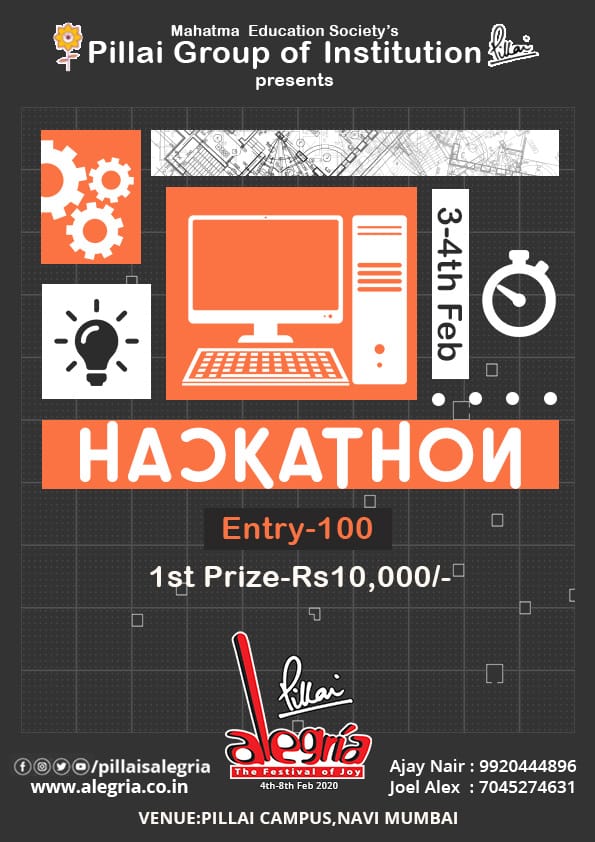 Mahatma Education Society's
Pillai Group of Institution Pillai
presents
3-4th Feb
HACKATHON
Entry-100
1st Prize-Rs10,000/-
Pillai
alegría
The Festival of Joy
4th-8th Feb 2020
/pillaisalegria
www.alegria.co.in
Ajay Nair : 9920444896
Joel Alex : 7045274631
VENUE:PILLAI CAMPUS,NAVI MUMBAI